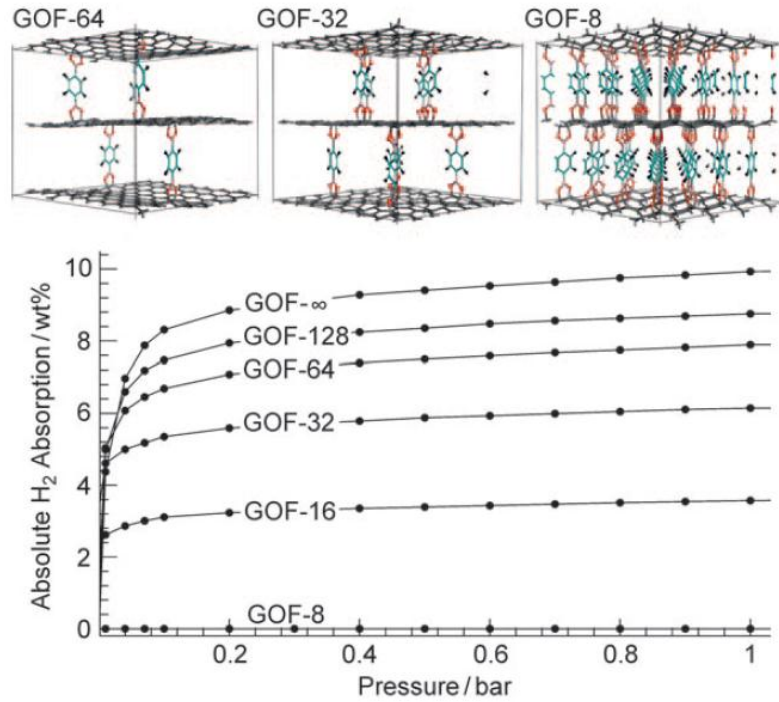 GOF-64 GOF-32 GOF-8
Absolute H₂ Absorption / wt%
10
8
6
4
2
0
GOF-∞
GOF-128
GOF-64
GOF-32
GOF-16
GOF-8
0.2 0.4 0.6 0.8 1
Pressure / bar